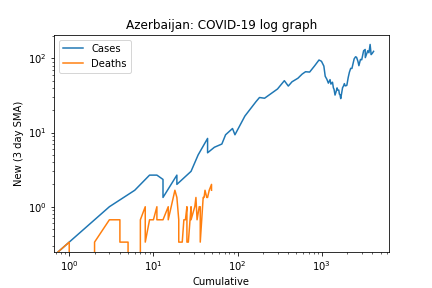 Azerbaijan: COVID-19 log graph
Cases
Deaths
New (3 day SMA)
10²
10¹
10⁰
10⁰ 10¹ 10² 10³
Cumulative